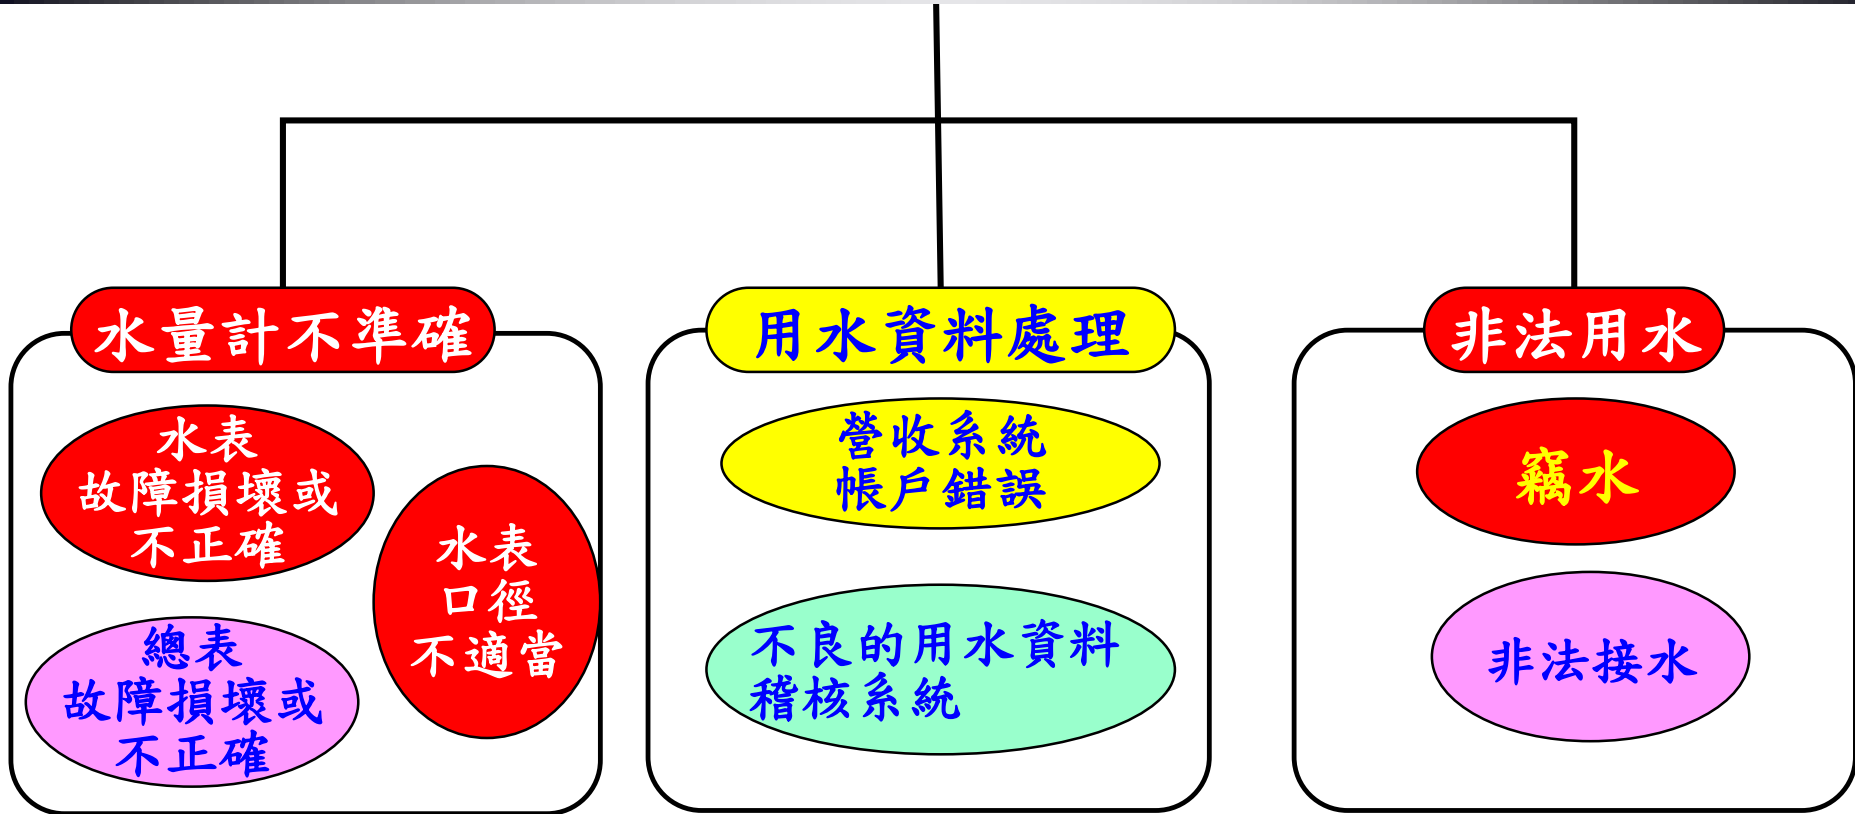 水量計不準確
水表
故障損壞或
不正確
水表
口徑
不適當
總表
故障損壞或
不正確
用水資料處理
營收系統
帳戶錯誤
不良的用水資料
稽核系統
非法用水
竊水
非法接水